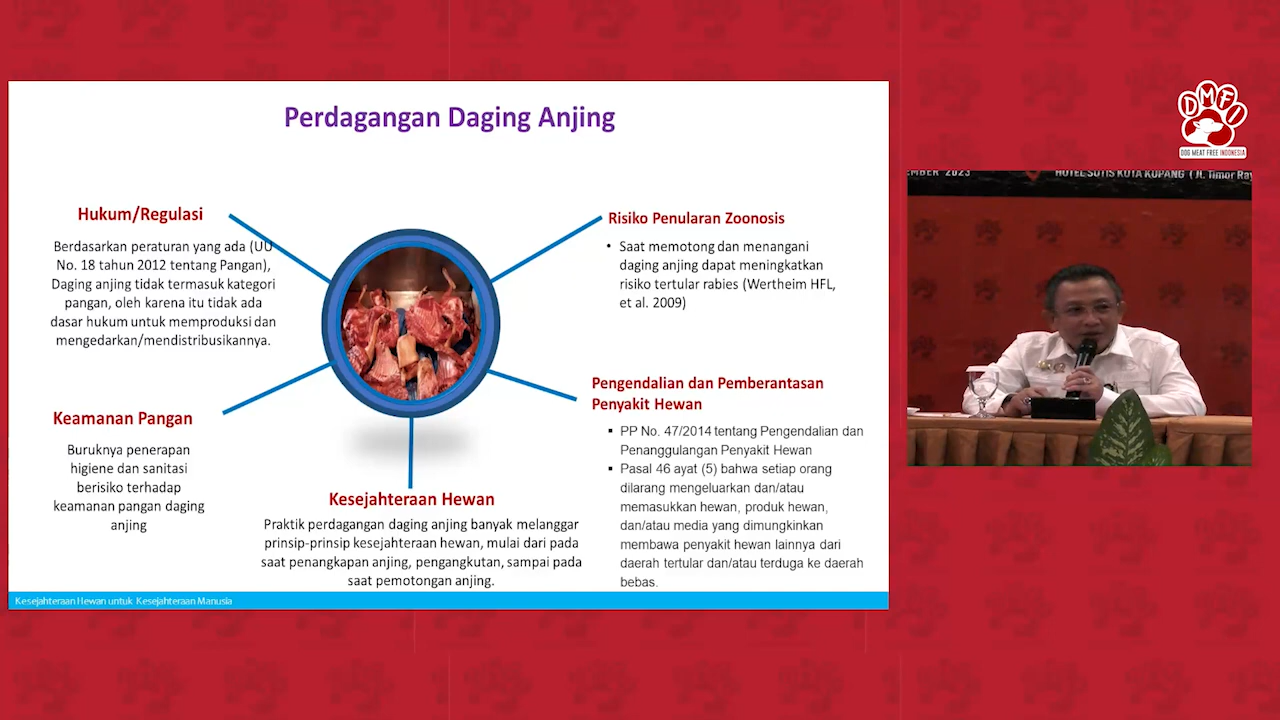 Perdagangan Daging Anjing
Hukum/Regulasi
Berdasarkan peraturan yang ada (UU
No. 18 tahun 2012 tentang Pangan),
Daging anjing tidak termasuk kategori
pangan, oleh karena itu tidak ada
dasar hukum untuk memproduksi dan
mengedarkan/mendistribusikannya.
Keamanan Pangan
Buruknya penerapan
higiene dan sanitasi
berisiko terhadap
keamanan pangan daging
anjing
Kesejahteraan Hewan
Praktik perdagangan daging anjing banyak melanggar
prinsip-prinsip kesejahteraan hewan, mulai dari pada
saat penangkapan anjing, pengangkutan, sampai pada
saat pemotongan anjing.
Risiko Penularan Zoonosis
• Saat memotong dan menangani
daging anjing dapat meningkatkan
risiko tertular rabies (Wertheim HFL,
et al. 2009)
Pengendalian dan Pemberantasan
Penyakit Hewan
▪ PP No. 47/2014 tentang Pengendalian dan
Penanggulangan Penyakit Hewan
▪ Pasal 46 ayat (5) bahwa setiap orang
dilarang mengeluarkan dan/atau
memasukkan hewan, produk hewan,
dan/atau media yang dimungkinkan
membawa penyakit hewan lainnya dari
daerah tertular dan/atau terduga ke daerah
bebas.
Kesejahteraan Hewan untuk Kesejahteraan Manusia
DMFI
DOG MEAT FREE INDONESIA
EMBER 2023
HOTEL SOTIS KOTA KUPANG ( JL Timor Ray